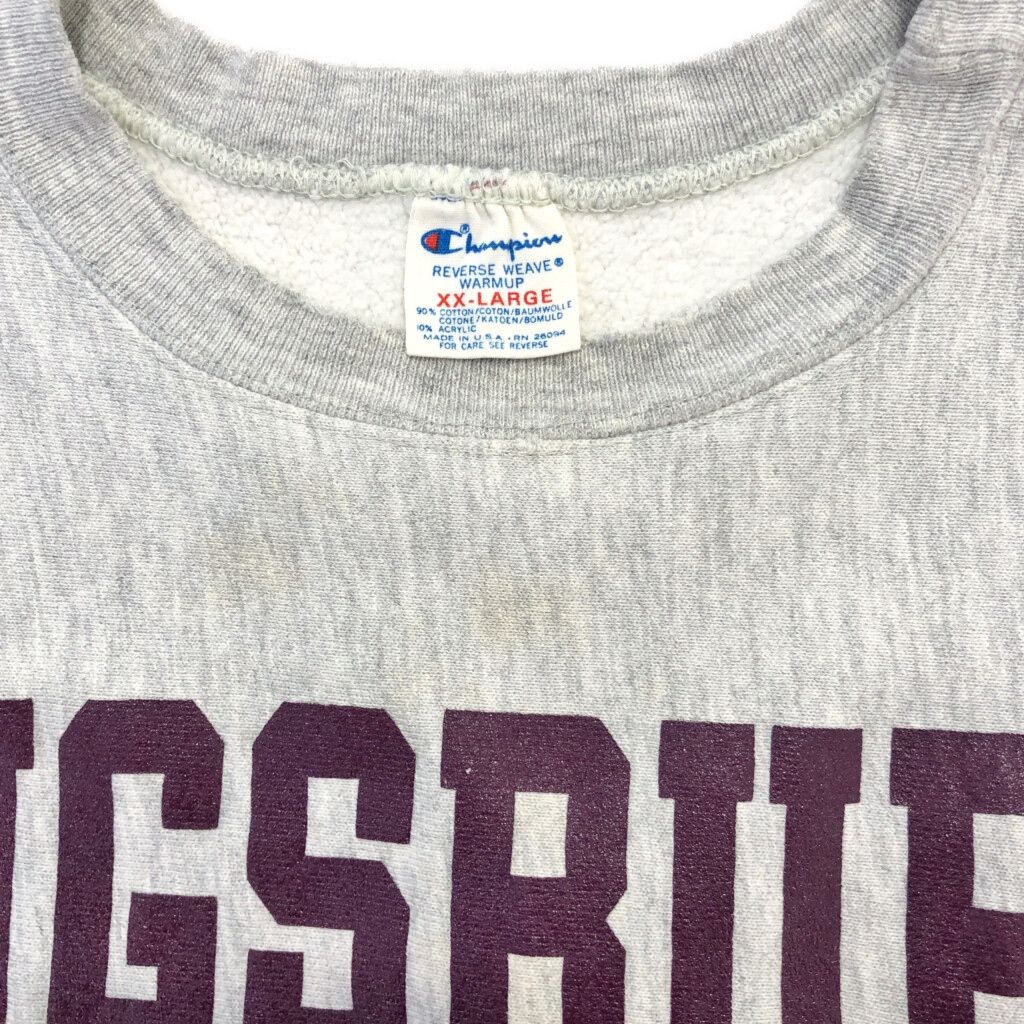 Champion®
REVERSE WEAVE®
WARMUP
XX-LARGE
90% COTTON/COTON/BAUMWOLLE
COTONE/KATOEN/BOMULD
10% ACRYLIC
MADE IN U.S.A. RN 26094
FOR CARE SEE REVERSE
GSBU